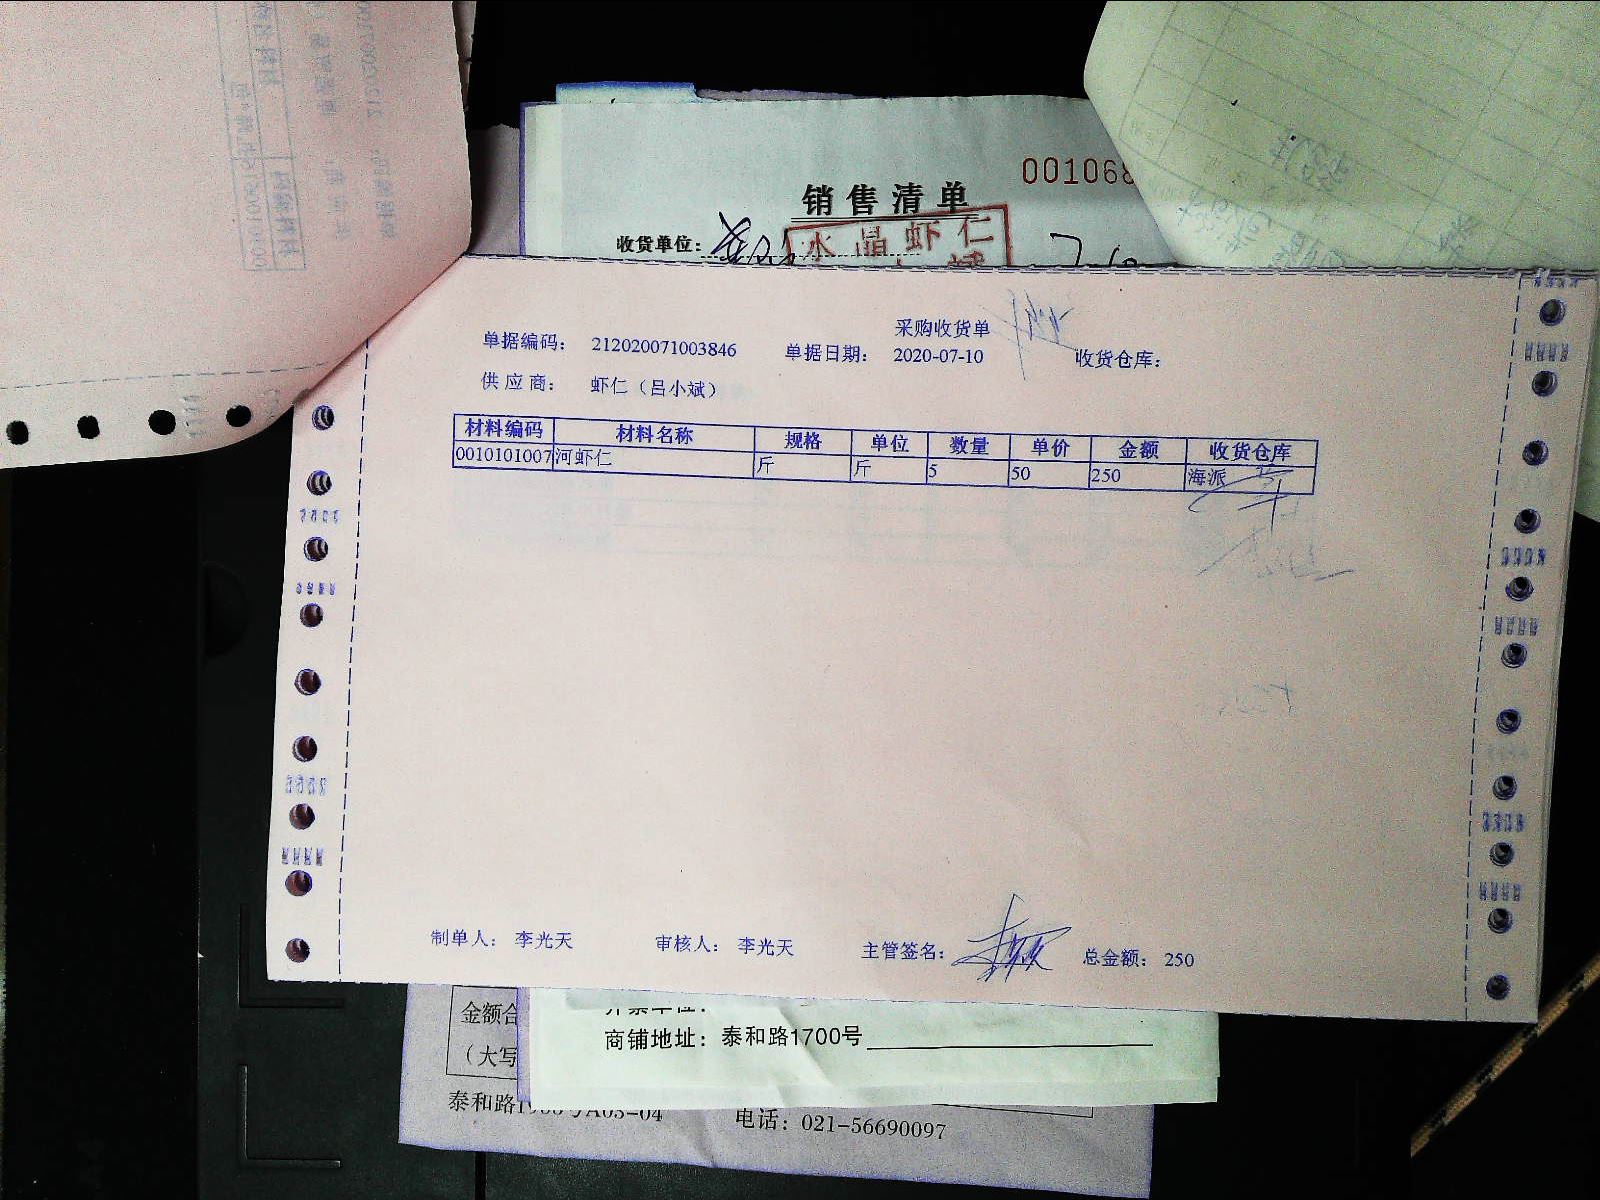 001068
销售清单
收货单位：
水晶虾仁
采购收货单
单据编码： 212020071003846 单据日期： 2020-07-10 收货仓库：
供应商： 虾仁（吕小斌）
材料编码 材料名称 规格 单位 数量 单价 金额 收货仓库
0010101007 河虾仁 斤 斤 5 50 250 海派
制单人： 李光天 审核人： 李光天 主管签名： 总金额： 250
金额合
商铺地址：泰和路1700号
（大写
泰和路
电话：021-56690097